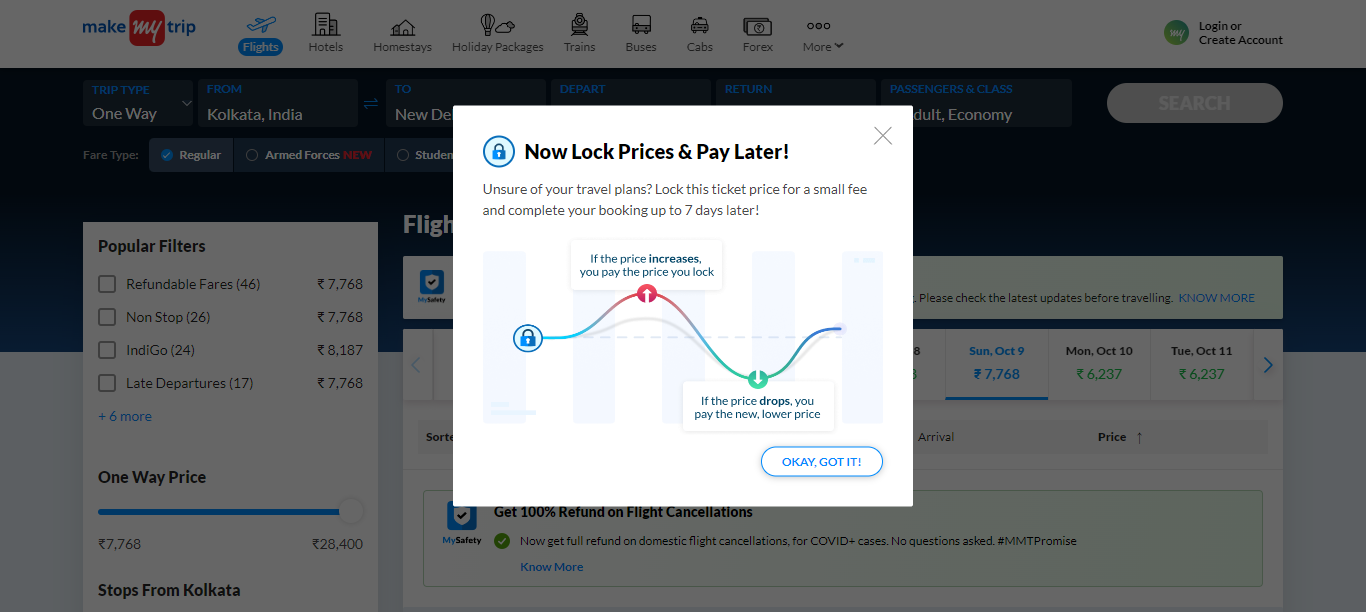 make my trip
Flights
Hotels
Homestays
Holiday Packages
Trains
Buses
Cabs
Forex
More
my
Login or
Create Account
TRIP TYPE
One Way
FROM
Kolkata, India
TO
New De
DEPART
RETURN
PASSENGERS & CLASS
dult, Economy
SEARCH
Fare Type:
Regular
Armed Forces NEW
Studen
Popular Filters
Refundable Fares (46) ₹ 7,768
Non Stop (26) ₹ 7,768
IndiGo (24) ₹ 8,187
Late Departures (17) ₹ 7,768
+ 6 more
One Way Price
₹7,768 ₹28,400
Stops From Kolkata
Fligh
MySafety
. Please check the latest updates before travelling. KNOW MORE
8
8
Sun, Oct 9
₹ 7,768
Mon, Oct 10
₹ 6,237
Tue, Oct 11
₹ 6,237
Sorte
Arrival
Price ↑
Now Lock Prices & Pay Later!
Unsure of your travel plans? Lock this ticket price for a small fee
and complete your booking up to 7 days later!
If the price increases,
you pay the price you lock
If the price drops, you
pay the new, lower price
OKAY, GOT IT!
Get 100% Refund on Flight Cancellations
MySafety
Now get full refund on domestic flight cancellations, for COVID+ cases. No questions asked. #MMTPromise
Know More